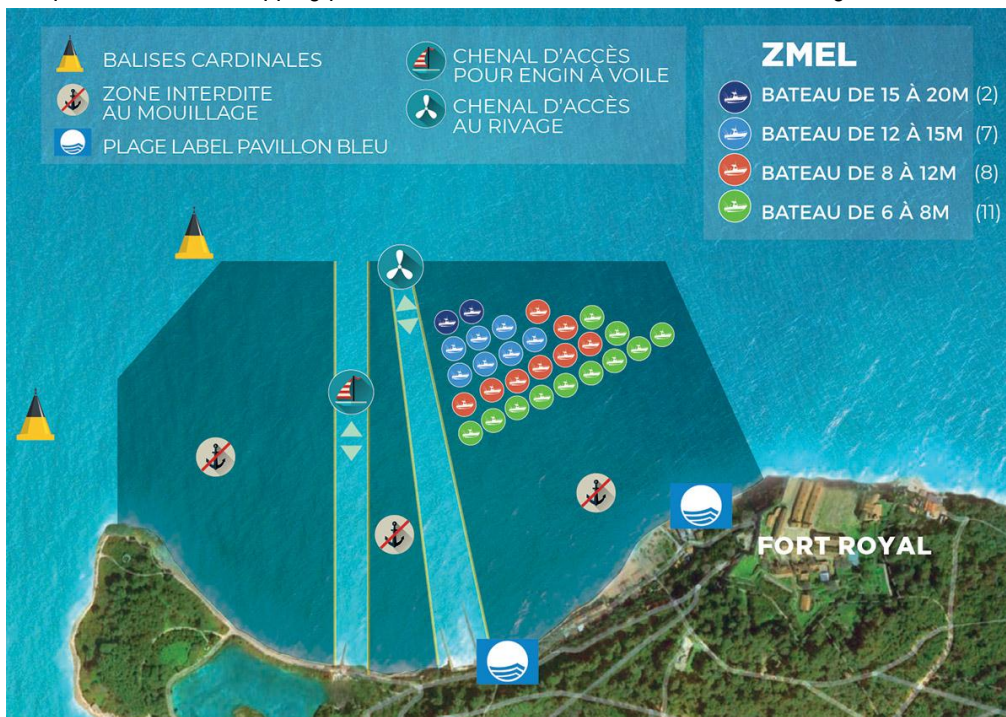 BALISES CARDINALES
ZONE INTERDITE
AU MOUILLAGE
PLAGE LABEL PAVILLON BLEU
CHENAL D'ACCÈS
POUR ENGIN À VOILE
CHENAL D'ACCÈS
AU RIVAGE
ZMEL
BATEAU DE 15 À 20M (2)
BATEAU DE 12 À 15M (7)
BATEAU DE 8 À 12M (8)
BATEAU DE 6 À 8M (11)
FORT ROYAL